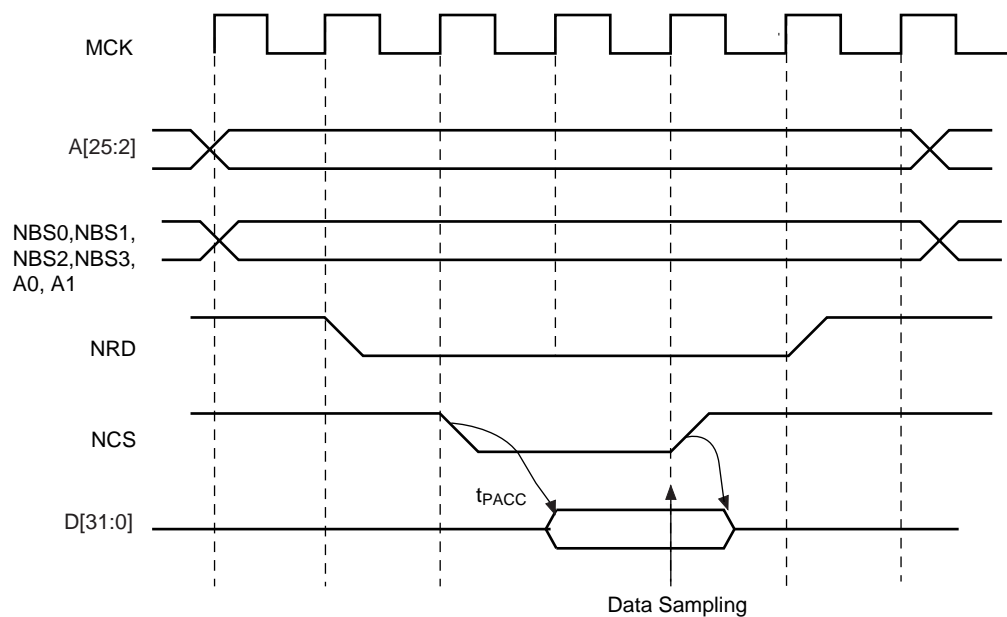 MCK
A[25:2]
NBS0,NBS1,
NBS2,NBS3,
A0, A1
NRD
NCS
tPACC
D[31:0]
Data Sampling